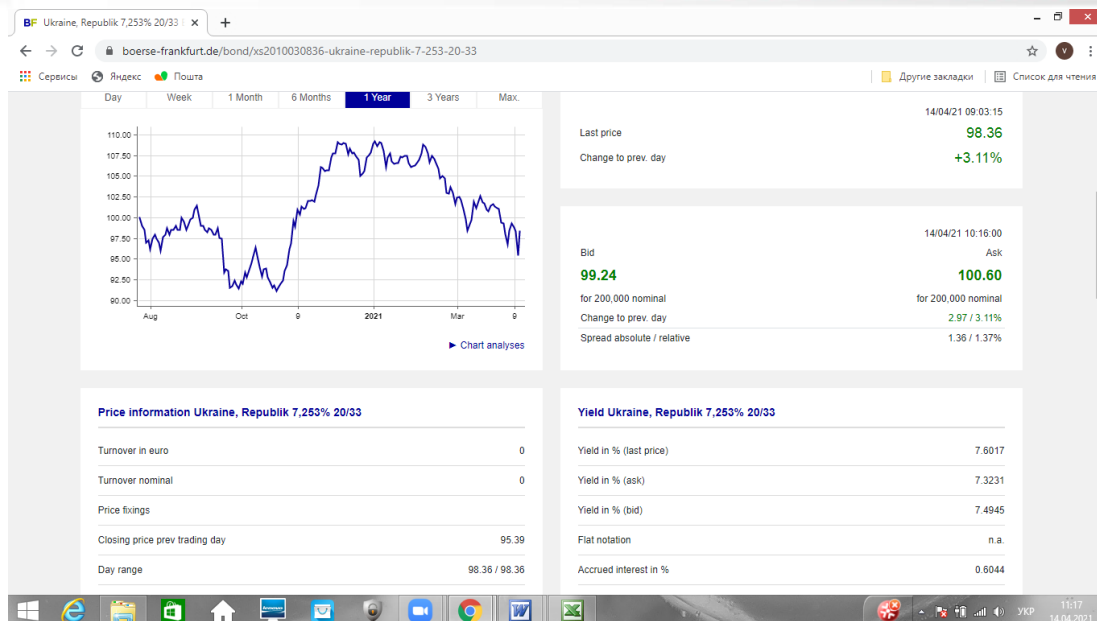 BF Ukraine, Republik 7,253% 20/33
boerse-frankfurt.de/bond/xs2010030836-ukraine-republik-7-253-20-33
V
Сервисы Яндекс Пошта Другие закладки Список для чтения
Day Week 1 Month 6 Months 1 Year 3 Years Max.
110.00
107.50
105.00
102.50
100.00
97.50
95.00
92.50
90.00
Aug Oct 9 2021 Mar 9
Chart analyses
14/04/21 09:03:15
Last price 98.36
Change to prev. day +3.11%
14/04/21 10:16:00
Bid Ask
99.24 100.60
for 200,000 nominal for 200,000 nominal
Change to prev. day 2.97 / 3.11%
Spread absolute / relative 1.36 / 1.37%
Price information Ukraine, Republik 7,253% 20/33
Turnover in euro 0
Turnover nominal 0
Price fixings
Closing price prev trading day 95.39
Day range 98.36 / 98.36
Yield Ukraine, Republik 7,253% 20/33
Yield in % (last price) 7.6017
Yield in % (ask) 7.3231
Yield in % (bid) 7.4945
Flat notation n.a.
Accrued interest in % 0.6044
УКР 11:17
14.04.2021